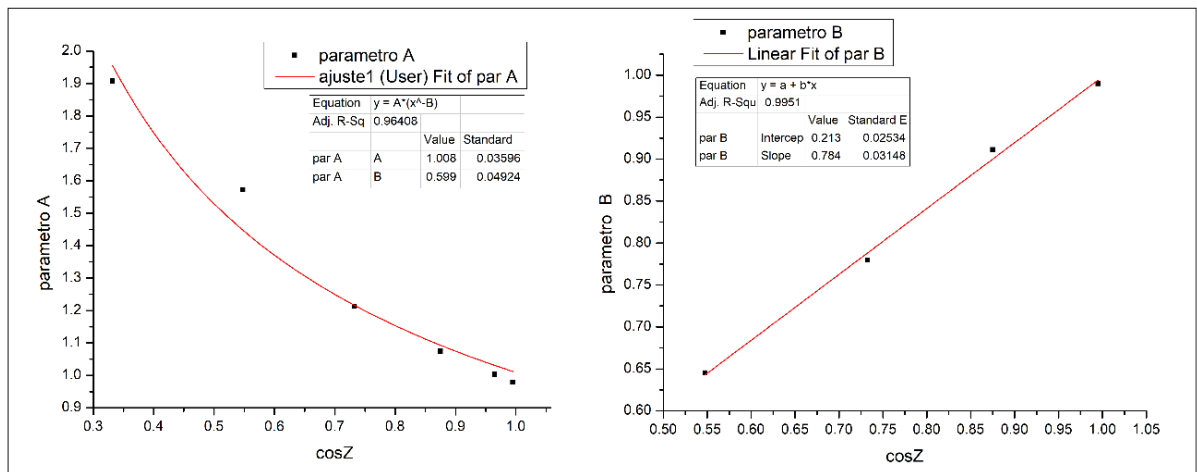 parametro A
ajuste1 (User) Fit of par A
Equation y = A*(x^-B)
Adj. R-Sq 0.96408
Value Standard
par A A 1.008 0.03596
par A B 0.599 0.04924
2.0
1.9
1.8
1.7
1.6
1.5
1.4
1.3
1.2
1.1
1.0
0.9
parametro A
0.3 0.4 0.5 0.6 0.7 0.8 0.9 1.0
cosZ
parametro B
Linear Fit of par B
Equation y = a + b*x
Adj. R-Squ 0.9951
Value Standard E
par B Intercep 0.213 0.02534
par B Slope 0.784 0.03148
1.00
0.95
0.90
0.85
0.80
0.75
0.70
0.65
0.60
parametro B
0.50 0.55 0.60 0.65 0.70 0.75 0.80 0.85 0.90 0.95 1.00 1.05
cosZ